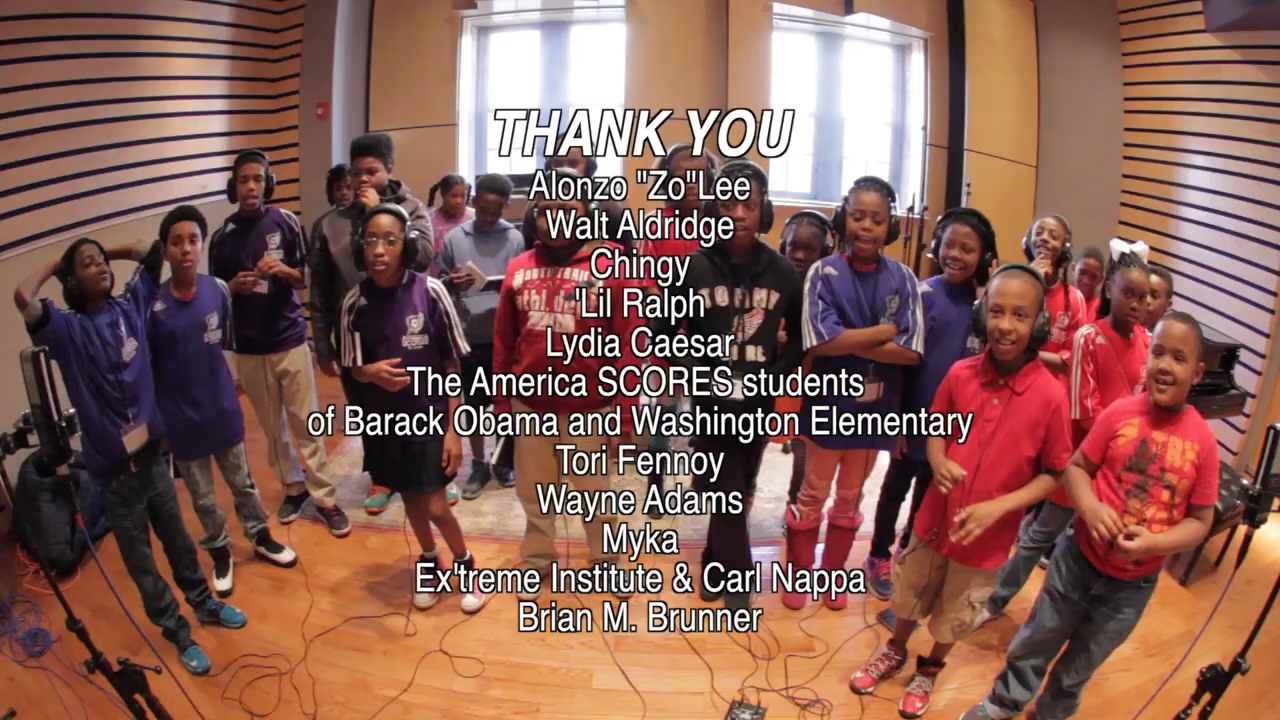 THANK YOU
Alonzo "Zo"Lee
Walt Aldridge
Chingy
'Lil Ralph
Lydia Caesar
The America SCORES students
of Barack Obama and Washington Elementary
Tori Fennoy
Wayne Adams
Myka
Ex'treme Institute & Carl Nappa
Brian M. Brunner